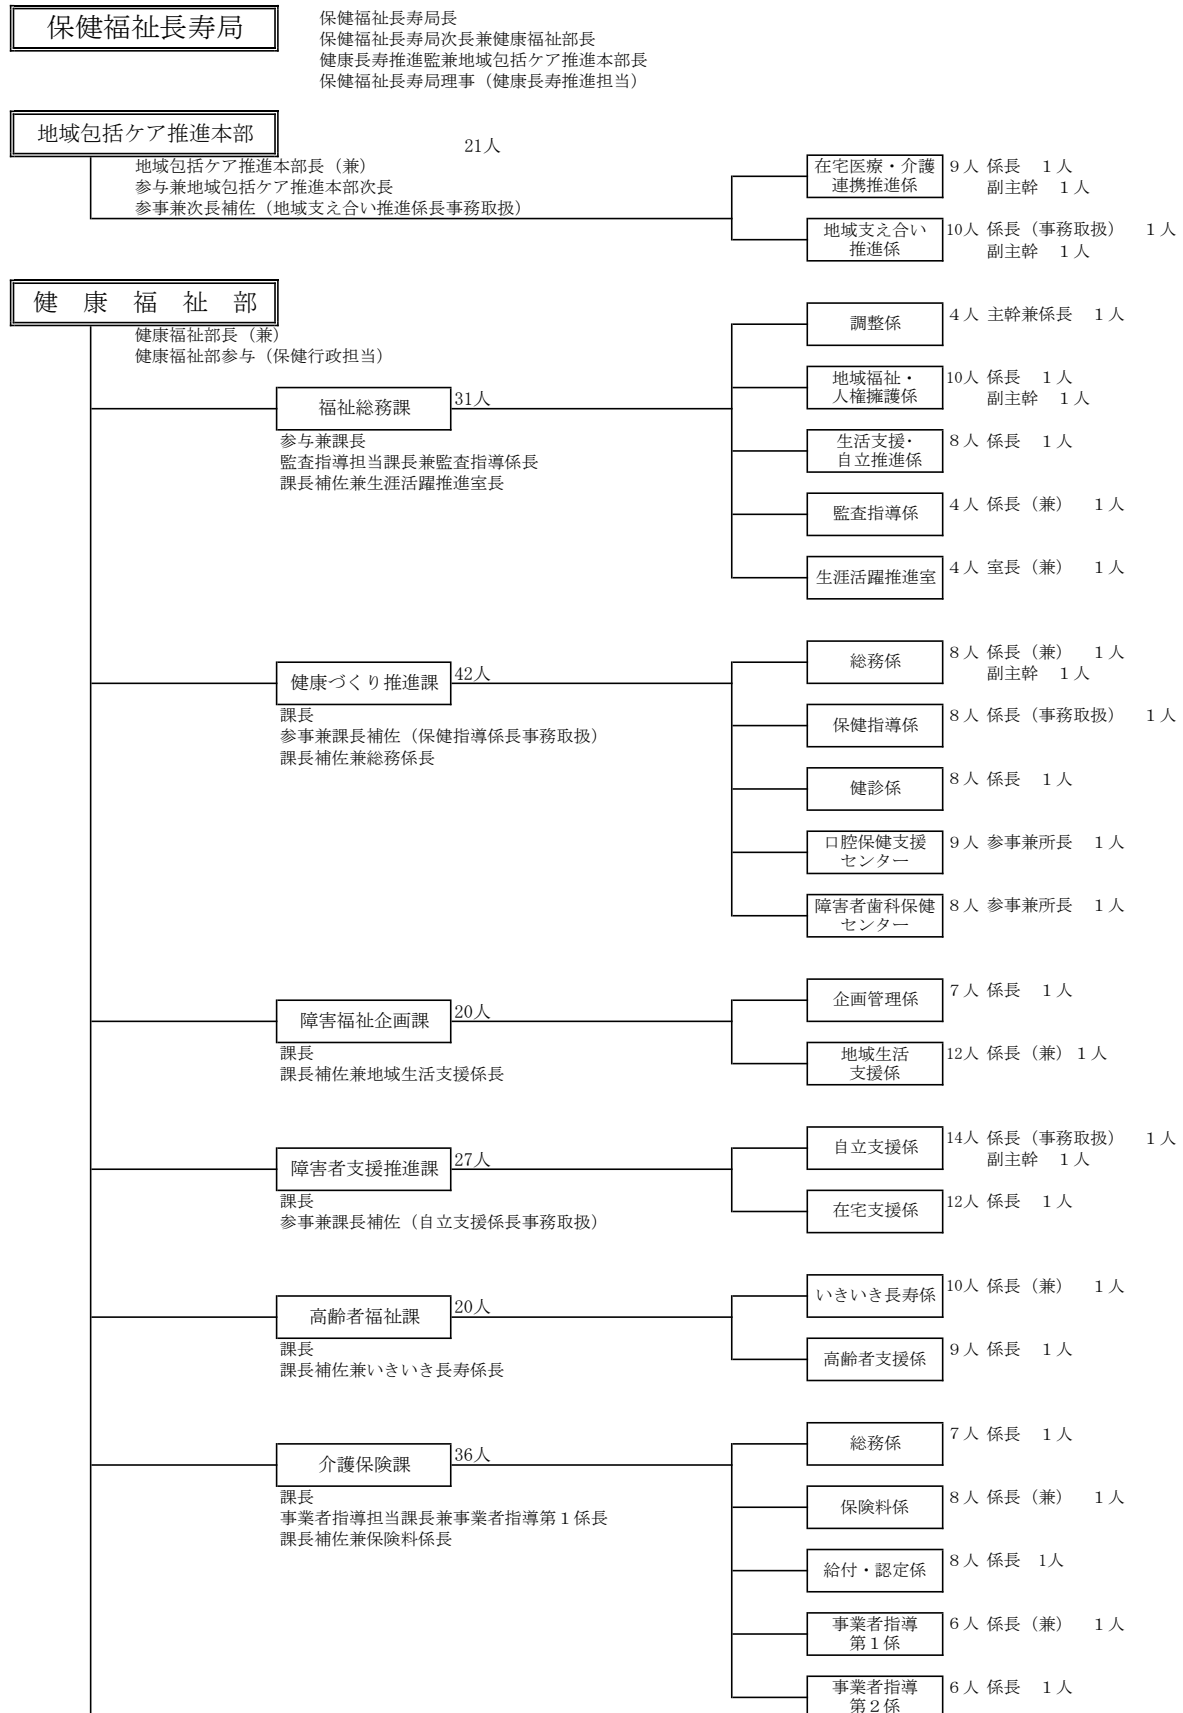 保健福祉長寿局
保健福祉長寿局長
保健福祉長寿局次長兼健康福祉部長
健康長寿推進監兼地域包括ケア推進本部長
保健福祉長寿局理事（健康長寿推進担当）
地域包括ケア推進本部
21人
地域包括ケア推進本部長（兼）
参与兼地域包括ケア推進本部次長
参事兼次長補佐（地域支え合い推進係長事務取扱）
在宅医療・介護
連携推進係
9人 係長　1人
副主幹　1人
地域支え合い
推進係
10人 係長（事務取扱）　1人
副主幹　1人
健　康　福　祉　部
健康福祉部長（兼）
健康福祉部参与（保健行政担当）
福祉総務課
31人
参与兼課長
監査指導担当課長兼監査指導係長
課長補佐兼生涯活躍推進室長
調整係
4人 主幹兼係長　1人
地域福祉・
人権擁護係
10人 係長　1人
副主幹　1人
生活支援・
自立推進係
8人 係長　1人
監査指導係
4人 係長（兼）　1人
生涯活躍推進室
4人 室長（兼）　1人
健康づくり推進課
42人
課長
参事兼課長補佐（保健指導係長事務取扱）
課長補佐兼総務係長
総務係
8人 係長（兼）　1人
副主幹　1人
保健指導係
8人 係長（事務取扱）　1人
健診係
8人 係長　1人
口腔保健支援
センター
9人 参事兼所長　1人
障害者歯科保健
センター
8人 参事兼所長　1人
障害福祉企画課
20人
課長
課長補佐兼地域生活支援係長
企画管理係
7人 係長　1人
地域生活
支援係
12人 係長（兼）1人
障害者支援推進課
27人
課長
参事兼課長補佐（自立支援係長事務取扱）
自立支援係
14人 係長（事務取扱）　1人
副主幹　1人
在宅支援係
12人 係長　1人
高齢者福祉課
20人
課長
課長補佐兼いきいき長寿係長
いきいき長寿係
10人 係長（兼）　1人
高齢者支援係
9人 係長　1人
介護保険課
36人
課長
事業者指導担当課長兼事業者指導第1係長
課長補佐兼保険料係長
総務係
7人 係長　1人
保険料係
8人 係長（兼）　1人
給付・認定係
8人 係長　1人
事業者指導
第1係
6人 係長（兼）　1人
事業者指導
第2係
6人 係長　1人